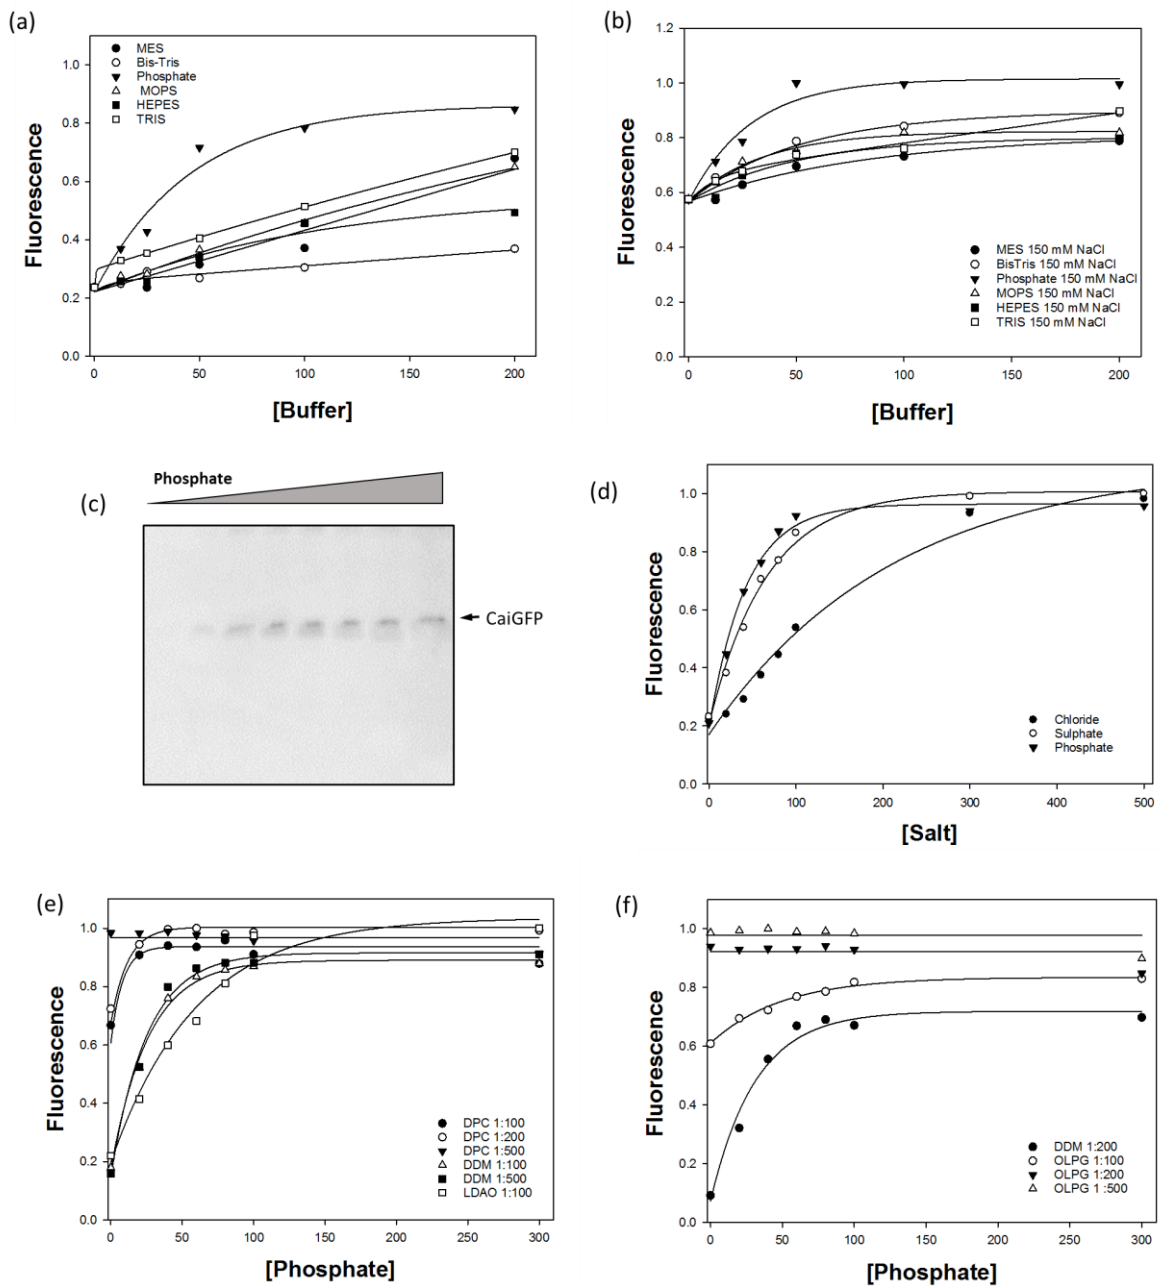 (a)
MES
Bis-Tris
Phosphate
MOPS
HEPES
TRIS
1.0
0.8
0.6
0.4
0.2
0.0
Fluorescence
0 50 100 150 200
[Buffer]
(b)
1.2
1.0
0.8
0.6
0.4
0.2
0.0
Fluorescence
MES 150 mM NaCl
BisTris 150 mM NaCl
Phosphate 150 mM NaCl
MOPS 150 mM NaCl
HEPES 150 mM NaCl
TRIS 150 mM NaCl
0 50 100 150 200
[Buffer]
(c)
Phosphate
CaiGFP
(d)
1.0
0.8
0.6
0.4
0.2
0.0
Fluorescence
Chloride
Sulphate
Phosphate
0 100 200 300 400 500
[Salt]
(e)
1.0
0.8
0.6
0.4
0.2
0.0
Fluorescence
DPC 1:100
DPC 1:200
DPC 1:500
DDM 1:100
DDM 1:500
LDAO 1:100
0 50 100 150 200 250 300
[Phosphate]
(f)
1.0
0.8
0.6
0.4
0.2
0.0
Fluorescence
DDM 1:200
OLPG 1:100
OLPG 1:200
OLPG 1 :500
0 50 100 150 200 250 300
[Phosphate]